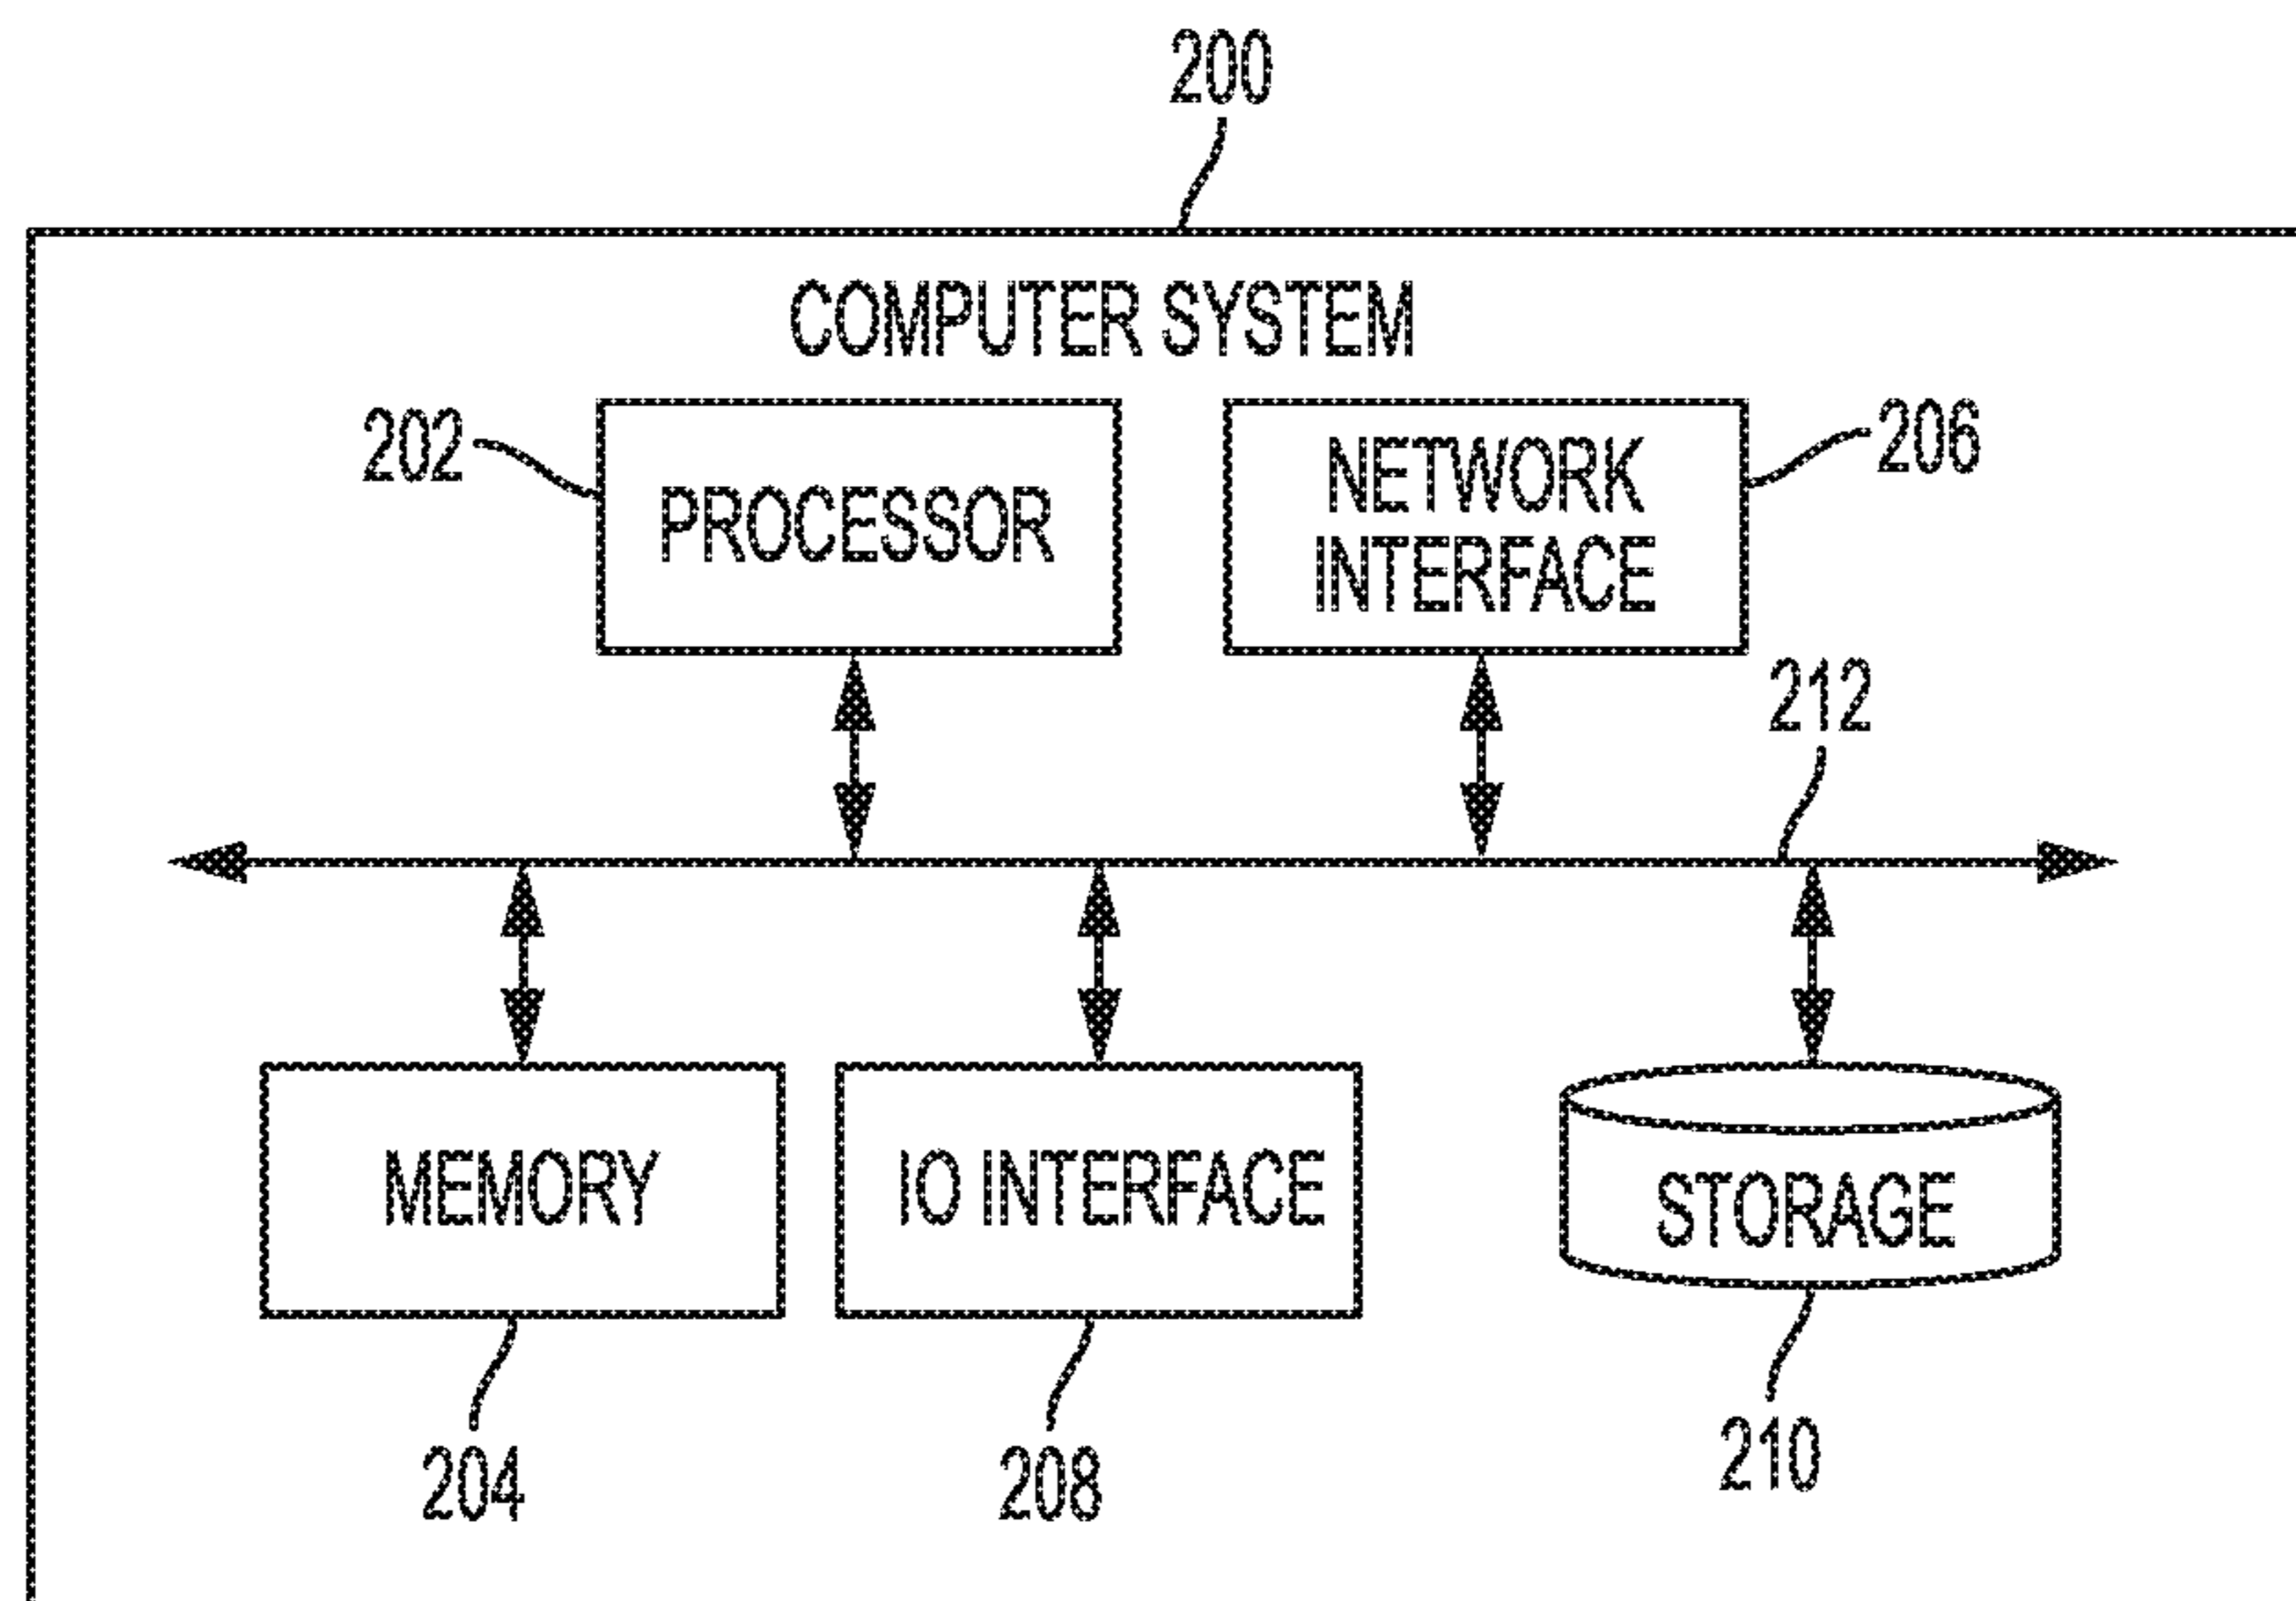 200
COMPUTER SYSTEM
202
PROCESSOR
NETWORK
INTERFACE
206
212
MEMORY
IO INTERFACE
STORAGE
204
208
210